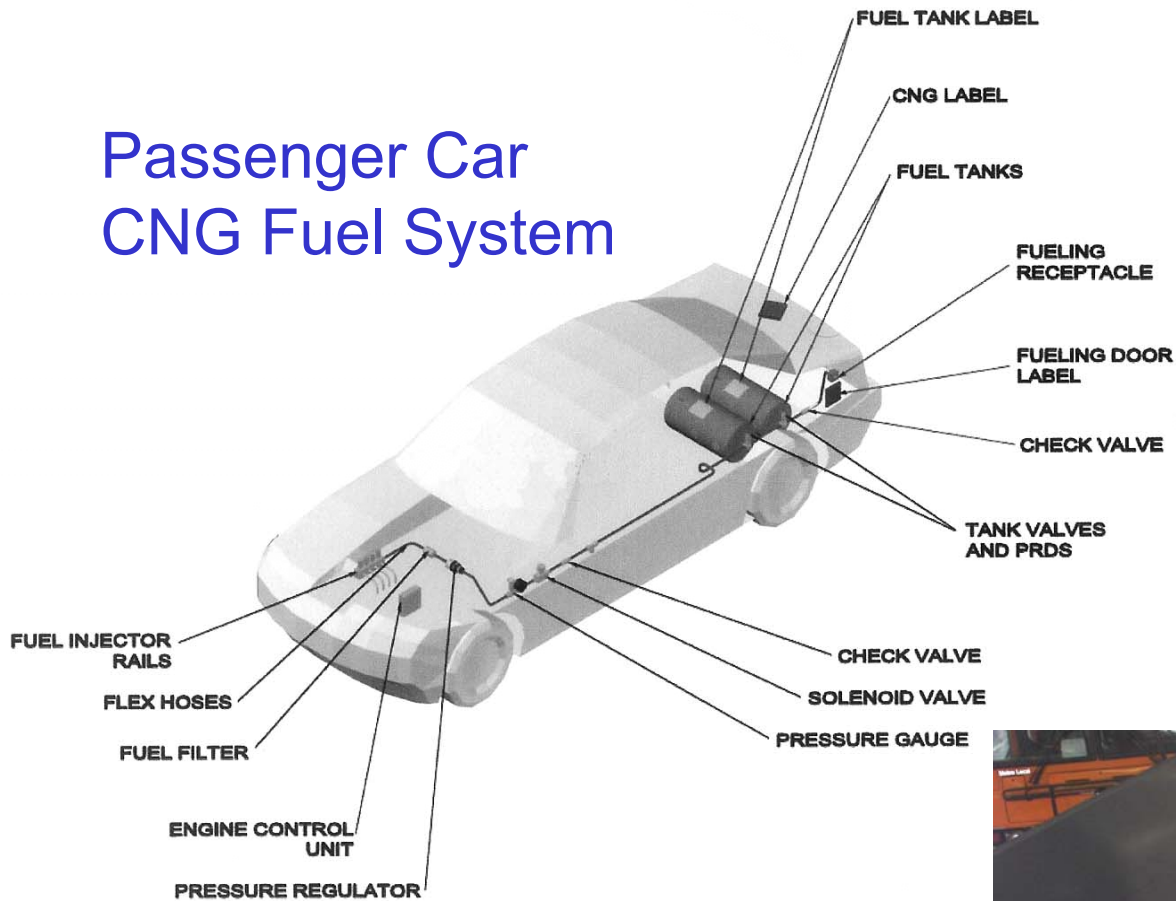 Passenger Car
CNG Fuel System
FUEL TANK LABEL
CNG LABEL
FUEL TANKS
FUELING
RECEPTACLE
FUELING DOOR
LABEL
CHECK VALVE
TANK VALVES
AND PRDS
CHECK VALVE
SOLENOID VALVE
PRESSURE GAUGE
FUEL INJECTOR
RAILS
FLEX HOSES
FUEL FILTER
ENGINE CONTROL
UNIT
PRESSURE REGULATOR